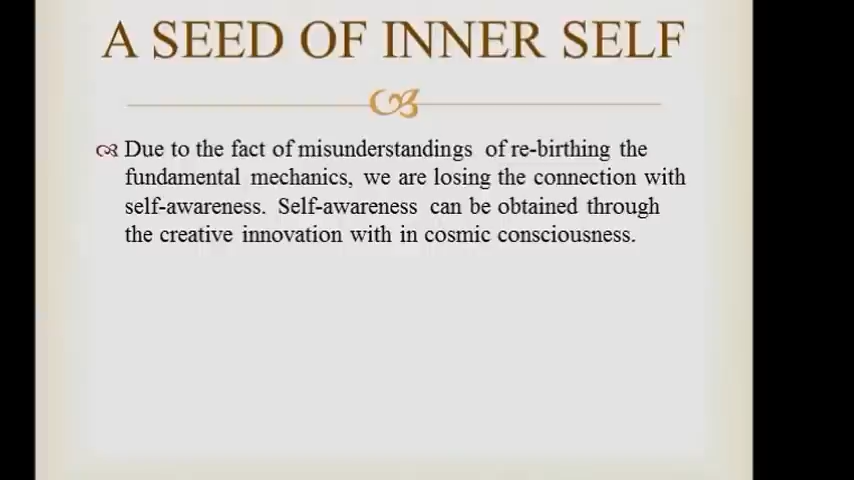 A SEED OF INNER SELF
Due to the fact of misunderstandings of re-birthing the
fundamental mechanics, we are losing the connection with
self-awareness. Self-awareness can be obtained through
the creative innovation with in cosmic consciousness.